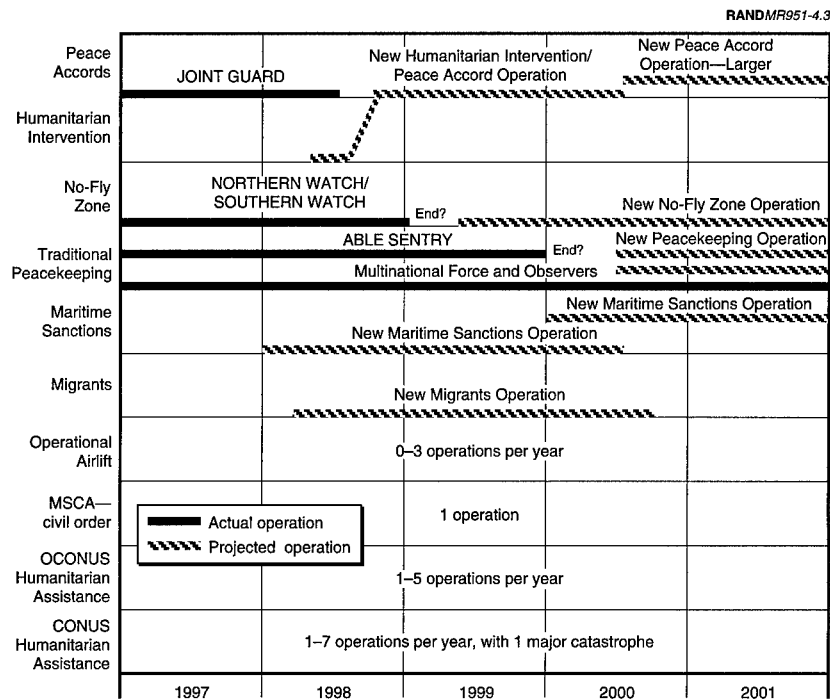 RANDMR951-4.3
Peace
Accords
JOINT GUARD
New Humanitarian Intervention/
Peace Accord Operation
New Peace Accord
Operation—Larger
Humanitarian
Intervention
No-Fly
Zone
NORTHERN WATCH/
SOUTHERN WATCH
End?
New No-Fly Zone Operation
Traditional
Peacekeeping
ABLE SENTRY
End?
New Peacekeeping Operation
Multinational Force and Observers
Maritime
Sanctions
New Maritime Sanctions Operation
New Maritime Sanctions Operation
Migrants
New Migrants Operation
Operational
Airlift
0–3 operations per year
MSCA—
civil order
1 operation
Actual operation
Projected operation
OCONUS
Humanitarian
Assistance
1–5 operations per year
CONUS
Humanitarian
Assistance
1–7 operations per year, with 1 major catastrophe
1997 1998 1999 2000 2001